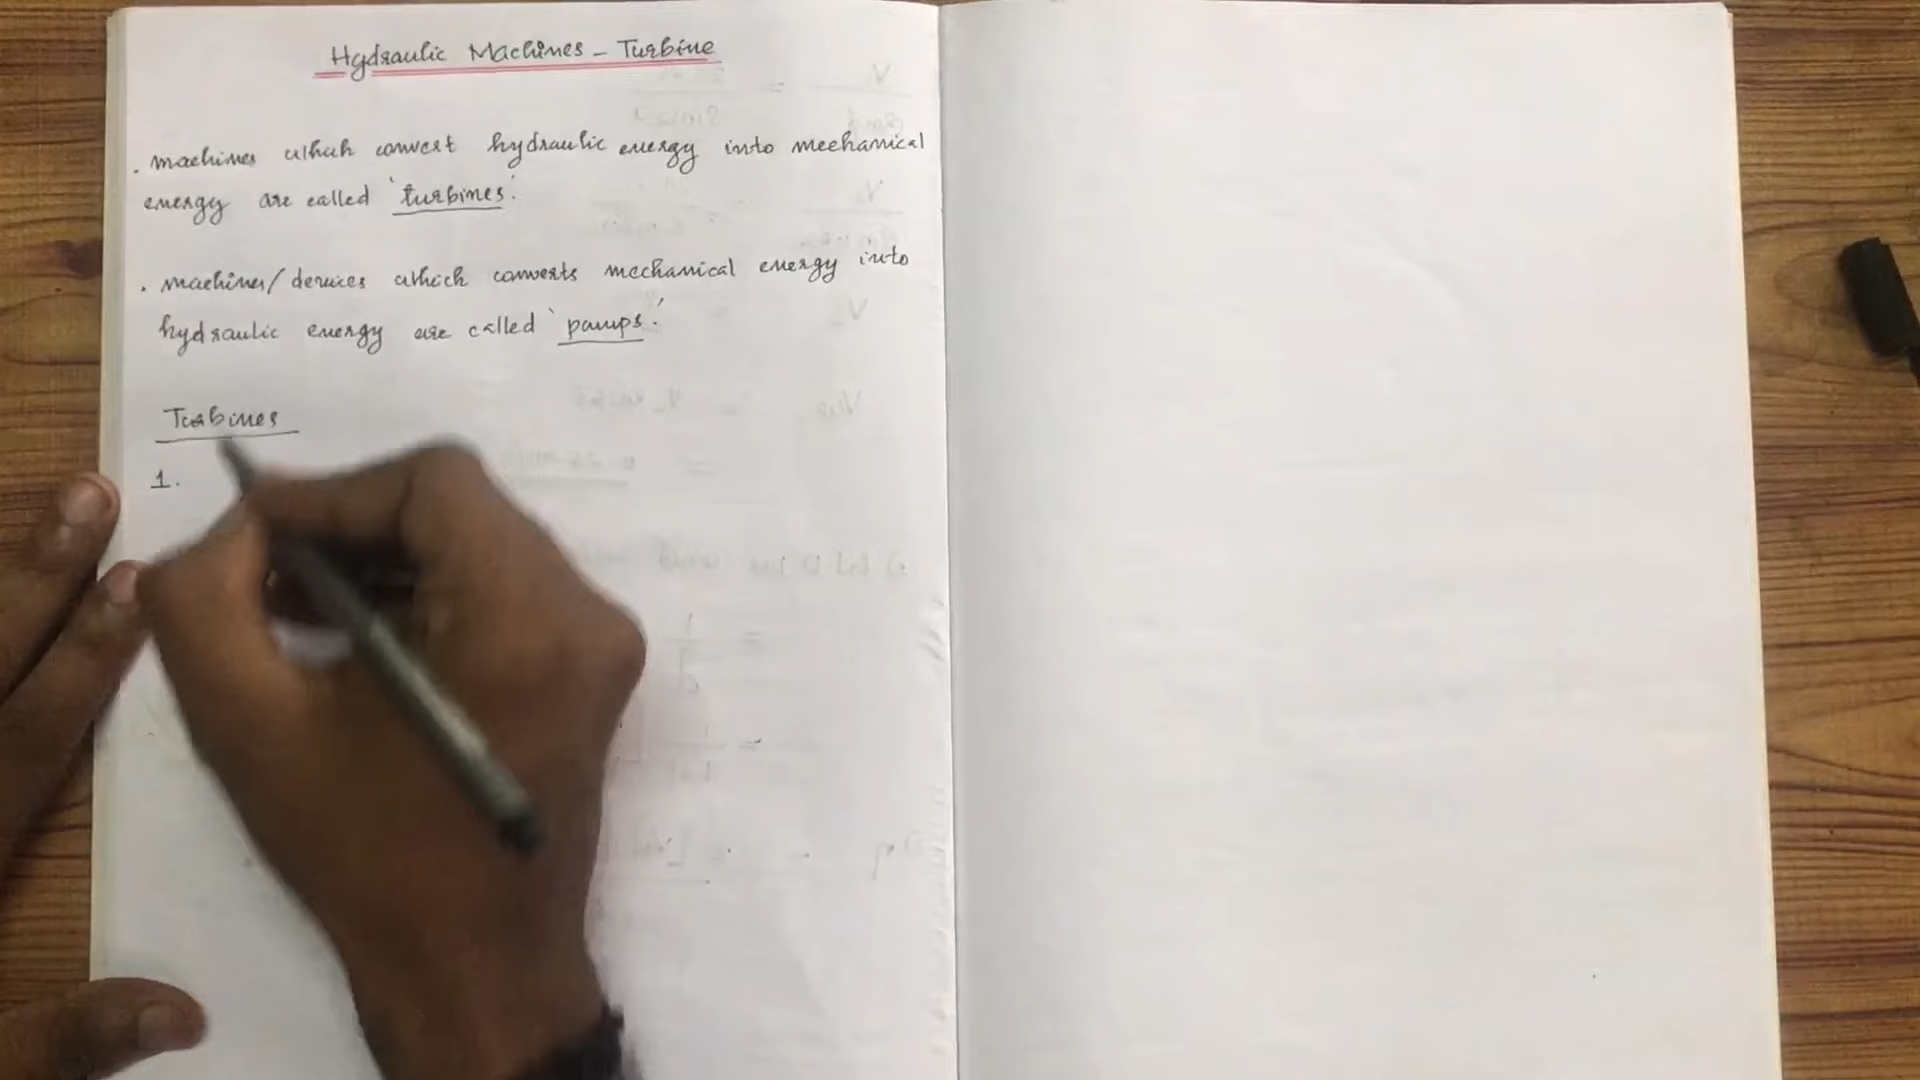 Hydraulic Machines - Turbine
. machines which convert hydraulic energy into mechanical
energy are called 'turbines'.
. machines/devices which converts mechanical energy into
hydraulic energy are called 'pumps'.
Turbines
1.